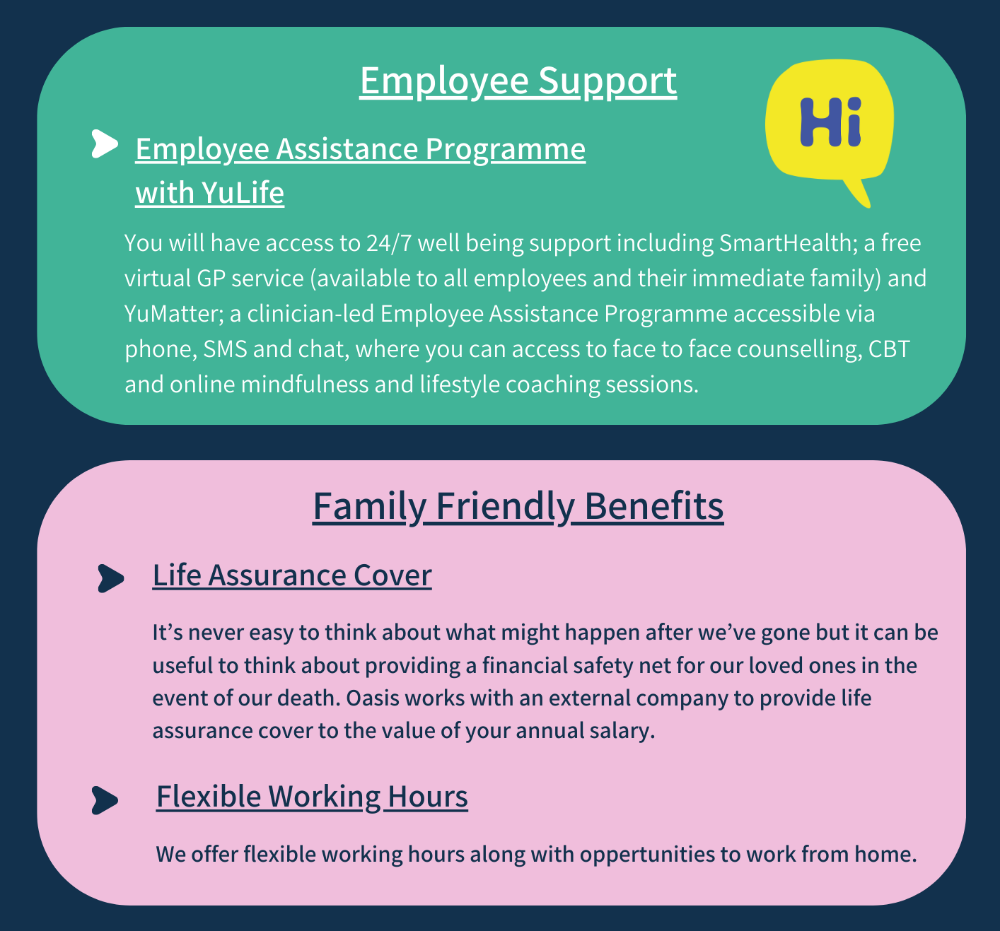 Employee Support
Hi
Employee Assistance Programme
with YuLife
You will have access to 24/7 well being support including SmartHealth; a free
virtual GP service (available to all employees and their immediate family) and
YuMatter; a clinician-led Employee Assistance Programme accessible via
phone, SMS and chat, where you can access to face to face counselling, CBT
and online mindfulness and lifestyle coaching sessions.
Family Friendly Benefits
Life Assurance Cover
It’s never easy to think about what might happen after we’ve gone but it can be
useful to think about providing a financial safety net for our loved ones in the
event of our death. Oasis works with an external company to provide life
assurance cover to the value of your annual salary.
Flexible Working Hours
We offer flexible working hours along with oppertunities to work from home.